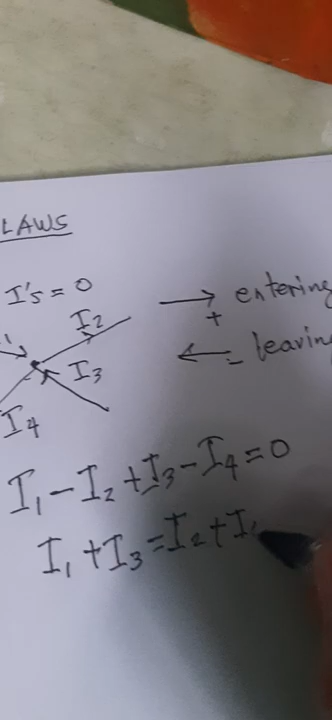 LAWS
I's = 0
I2
→ entering
+
I3
← leavin
-
I4
I₁ - I₂ + I₃ - I₄ = 0
I₁ + I₃ = I₂ + I